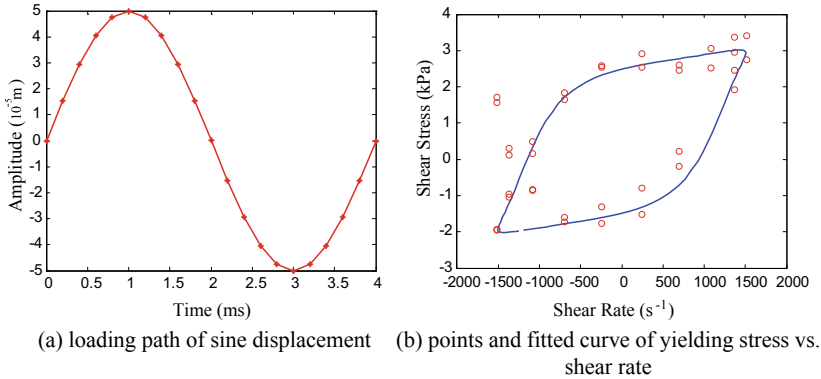 5
4
3
2
1
0
-1
-2
-3
-4
-5
0 0.5 1 1.5 2 2.5 3 3.5 4
Amplitude (10⁻⁵m)
Time (ms)
(a) loading path of sine displacement
4
3
2
1
0
-1
-2
-3
-2000 -1500 -1000 -500 0 500 1000 1500 2000
Shear Stress (kPa)
Shear Rate (s⁻¹)
(b) points and fitted curve of yielding stress vs.
shear rate